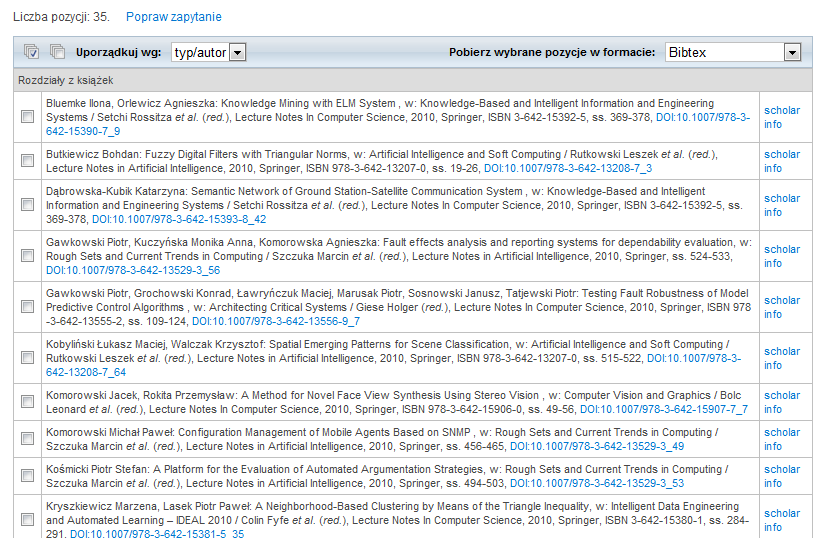 Liczba pozycji: 35. Popraw zapytanie
Uporządkuj wg: typ/autor Pobierz wybrane pozycje w formacie: Bibtex
Rozdziały z książek
Bluemke Ilona, Orlewicz Agnieszka: Knowledge Mining with ELM System , w: Knowledge-Based and Intelligent Information and Engineering
Systems / Setchi Rossitza et al. (red.), Lecture Notes In Computer Science, 2010, Springer, ISBN 3-642-15392-5, ss. 369-378, DOI:10.1007/978-3-
642-15390-7_9
scholar
info
Butkiewicz Bohdan: Fuzzy Digital Filters with Triangular Norms, w: Artificial Intelligence and Soft Computing / Rutkowski Leszek et al. (red.),
Lecture Notes in Artificial Intelligence, 2010, Springer, ISBN 978-3-642-13207-0, ss. 19-26, DOI:10.1007/978-3-642-13208-7_3
scholar
info
Dąbrowska-Kubik Katarzyna: Semantic Network of Ground Station-Satellite Communication System , w: Knowledge-Based and Intelligent
Information and Engineering Systems / Setchi Rossitza et al. (red.), Lecture Notes In Computer Science, 2010, Springer, ISBN 3-642-15392-5, ss.
369-378, DOI:10.1007/978-3-642-15393-8_42
scholar
info
Gawkowski Piotr, Kuczyńska Monika Anna, Komorowska Agnieszka: Fault effects analysis and reporting systems for dependability evaluation, w:
Rough Sets and Current Trends in Computing / Szczuka Marcin et al. (red.), Lecture Notes in Artificial Intelligence, 2010, Springer, ss. 524-533,
DOI:10.1007/978-3-642-13529-3_56
scholar
info
Gawkowski Piotr, Grochowski Konrad, Ławryńczuk Maciej, Marusak Piotr, Sosnowski Janusz, Tatjewski Piotr: Testing Fault Robustness of Model
Predictive Control Algorithms , w: Architecting Critical Systems / Giese Holger (red.), Lecture Notes in Computer Science, 2010, Springer, ISBN 978
-3-642-13555-2, ss. 109-124, DOI:10.1007/978-3-642-13556-9_7
scholar
info
Kobyliński Łukasz Maciej, Walczak Krzysztof: Spatial Emerging Patterns for Scene Classification, w: Artificial Intelligence and Soft Computing /
Rutkowski Leszek et al. (red.), Lecture Notes in Artificial Intelligence, 2010, Springer, ISBN 978-3-642-13207-0, ss. 515-522, DOI:10.1007/978-3-
642-13208-7_64
scholar
info
Komorowski Jacek, Rokita Przemysław: A Method for Novel Face View Synthesis Using Stereo Vision , w: Computer Vision and Graphics / Bolc
Leonard et al. (red.), Lecture Notes In Computer Science, 2010, Springer, ISBN 978-3-642-15906-0, ss. 49-56, DOI:10.1007/978-3-642-15907-7_7
scholar
info
Komorowski Michał Paweł: Configuration Management of Mobile Agents Based on SNMP , w: Rough Sets and Current Trends in Computing /
Szczuka Marcin et al. (red.), Lecture Notes in Artificial Intelligence, 2010, Springer, ss. 456-465, DOI:10.1007/978-3-642-13529-3_49
scholar
info
Kośmicki Piotr Stefan: A Platform for the Evaluation of Automated Argumentation Strategies, w: Rough Sets and Current Trends in Computing /
Szczuka Marcin et al. (red.), Lecture Notes in Artificial Intelligence, 2010, Springer, ss. 494-503, DOI:10.1007/978-3-642-13529-3_53
scholar
info
Kryszkiewicz Marzena, Lasek Piotr Paweł: A Neighborhood-Based Clustering by Means of the Triangle Inequality, w: Intelligent Data Engineering
and Automated Learning – IDEAL 2010 / Colin Fyfe et al. (red.), Lecture Notes In Computer Science, 2010, Springer, ISBN 3-642-15380-1, ss. 284-
291, DOI:10.1007/978-3-642-15381-5_35
scholar
info